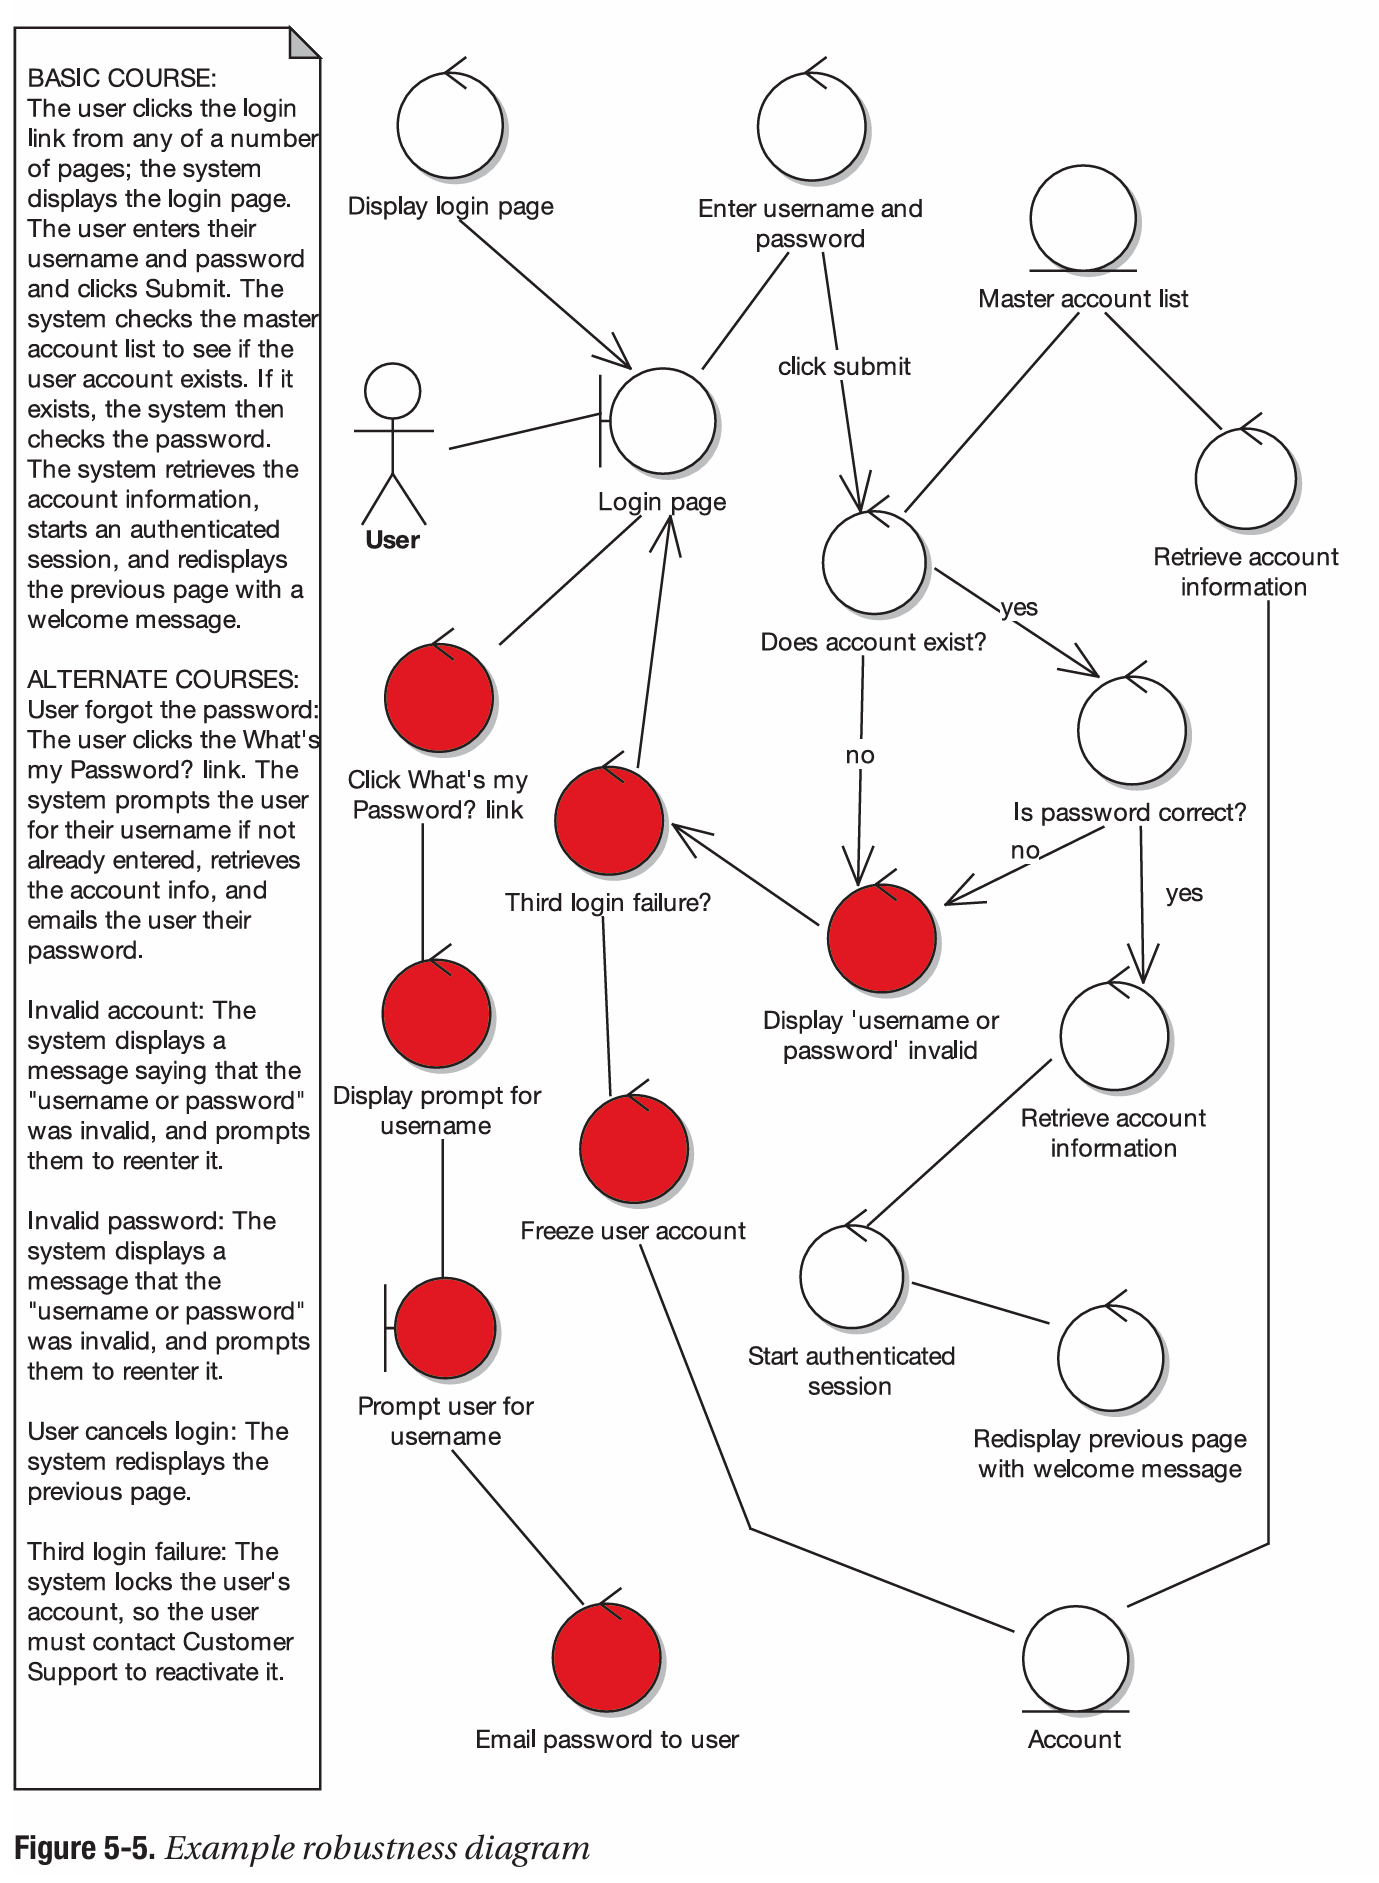 BASIC COURSE:
The user clicks the login
link from any of a number
of pages; the system
displays the login page.
The user enters their
username and password
and clicks Submit. The
system checks the master
account list to see if the
user account exists. If it
exists, the system then
checks the password.
The system retrieves the
account information,
starts an authenticated
session, and redisplays
the previous page with a
welcome message.
ALTERNATE COURSES:
User forgot the password:
The user clicks the What's
my Password? link. The
system prompts the user
for their username if not
already entered, retrieves
the account info, and
emails the user their
password.
Invalid account: The
system displays a
message saying that the
"username or password"
was invalid, and prompts
them to reenter it.
Invalid password: The
system displays a
message that the
"username or password"
was invalid, and prompts
them to reenter it.
User cancels login: The
system redisplays the
previous page.
Third login failure: The
system locks the user's
account, so the user
must contact Customer
Support to reactivate it.
Display login page
Enter username and
password
Master account list
click submit
User
Login page
Retrieve account
information
Does account exist?
yes
no
Click What's my
Password? link
Is password correct?
no
yes
Third login failure?
Display 'username or
password' invalid
Display prompt for
username
Retrieve account
information
Freeze user account
Start authenticated
session
Prompt user for
username
Redisplay previous page
with welcome message
Email password to user
Account
Figure 5-5. Example robustness diagram